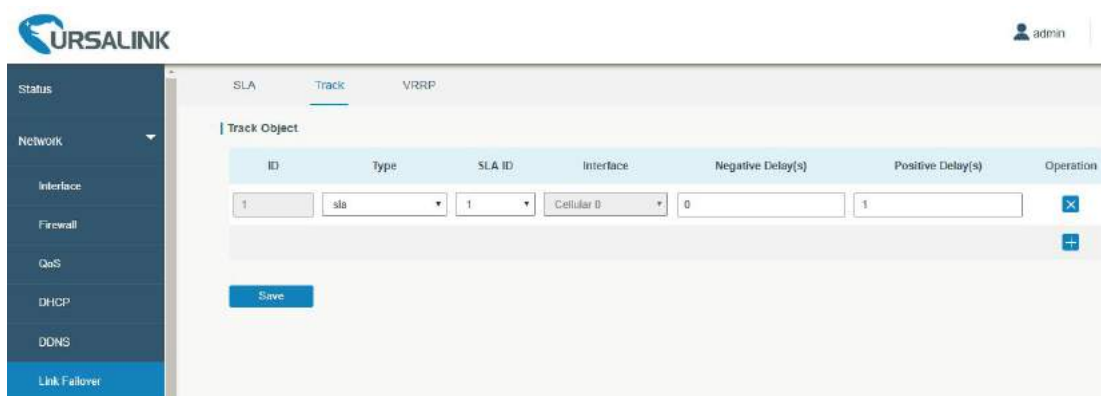 URSALINK
admin
Status
SLA Track VRRP
Track Object
Network
ID Type SLA ID Interface Negative Delay(s) Positive Delay(s) Operation
Interface
1 sla 1 Cellular 0 0 1
Firewall
QoS
DHCP
Save
DDNS
Link Failover